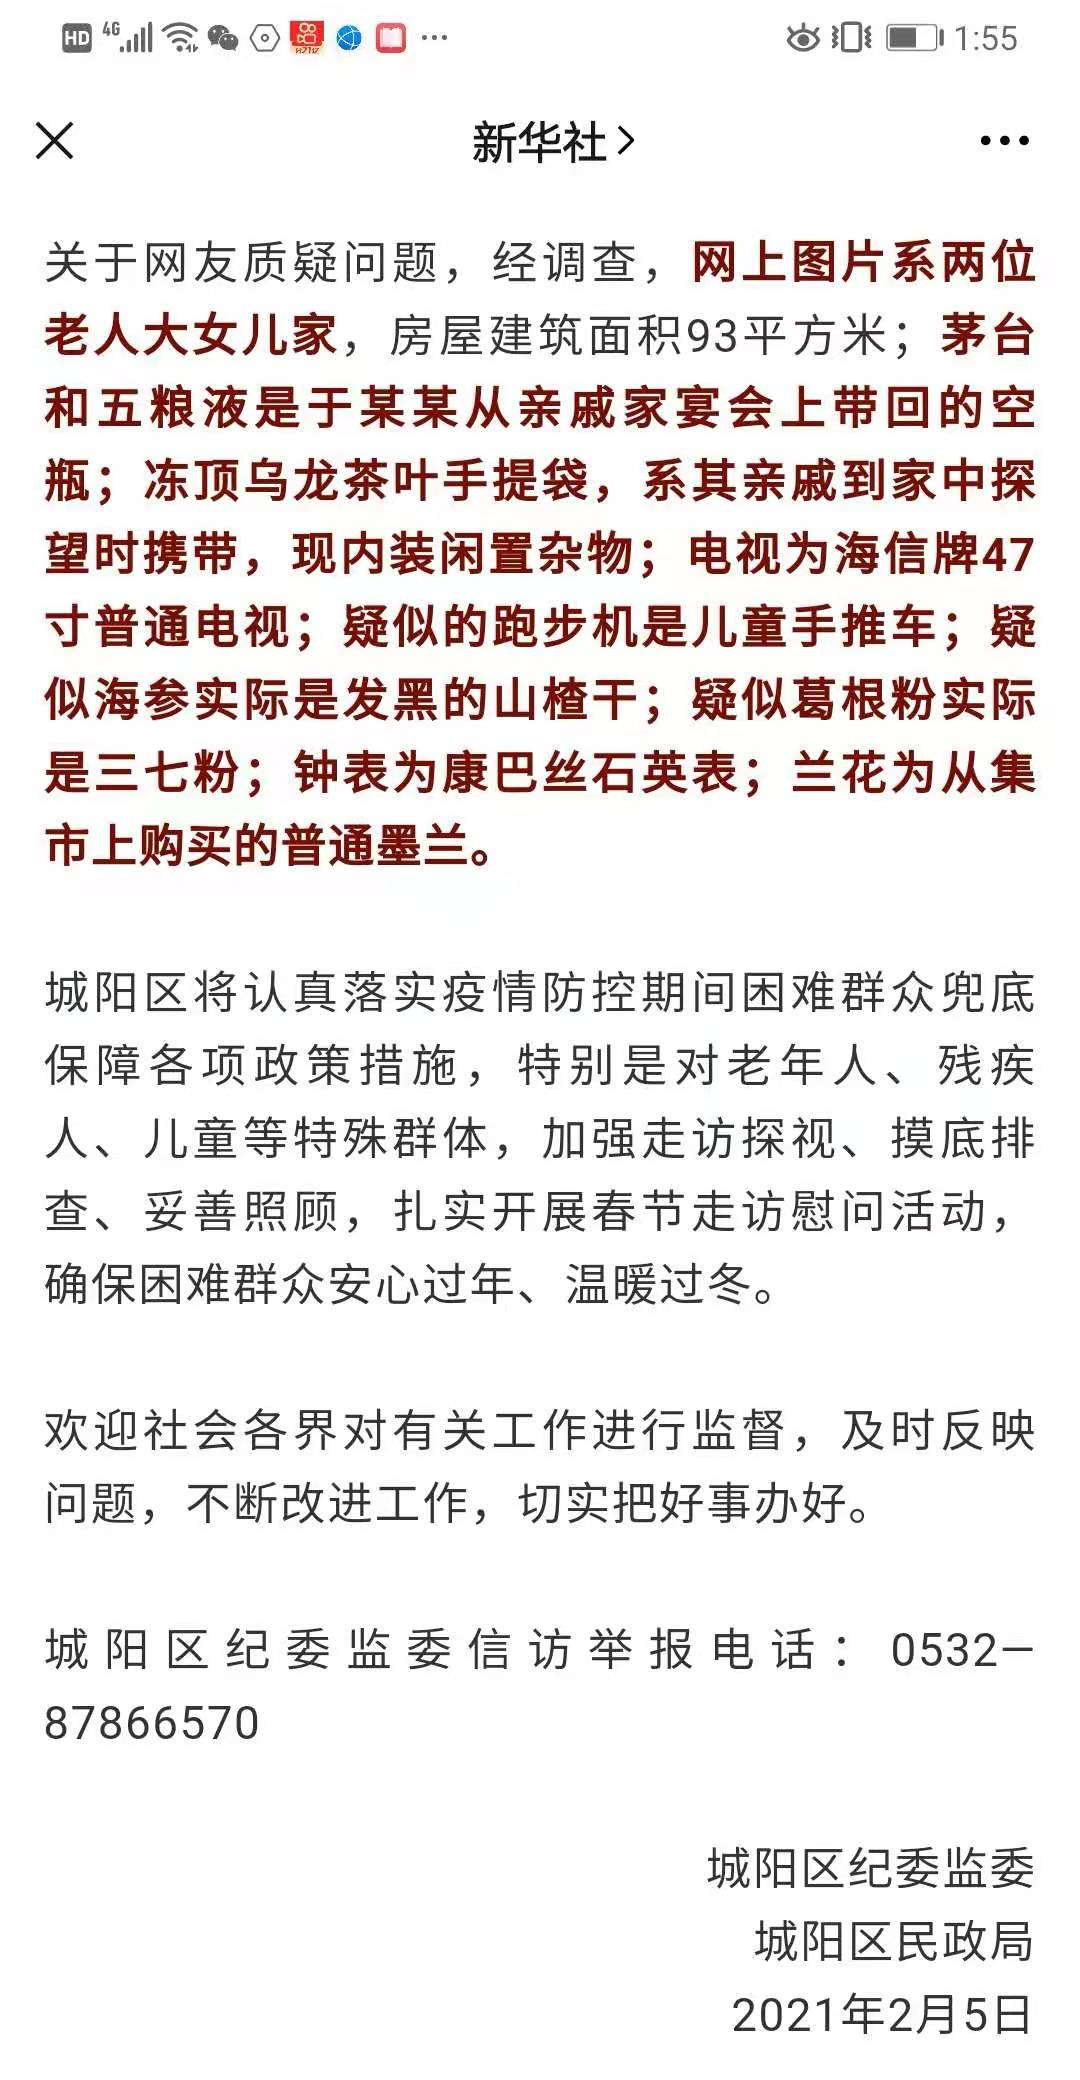 HD 4G 1:55
新华社
关于网友质疑问题，经调查，网上图片系两位
老人大女儿家，房屋建筑面积93平方米；茅台
和五粮液是于某某从亲戚家宴会上带回的空
瓶；冻顶乌龙茶叶手提袋，系其亲戚到家中探
望时携带，现内装闲置杂物；电视为海信牌47
寸普通电视；疑似的跑步机是儿童手推车；疑
似海参实际是发黑的山楂干；疑似葛根粉实际
是三七粉；钟表为康巴丝石英表；兰花为从集
市上购买的普通墨兰。
城阳区将认真落实疫情防控期间困难群众兜底
保障各项政策措施，特别是对老年人、残疾
人、儿童等特殊群体，加强走访探视、摸底排
查、妥善照顾，扎实开展春节走访慰问活动，
确保困难群众安心过年、温暖过冬。
欢迎社会各界对有关工作进行监督，及时反映
问题，不断改进工作，切实把好事办好。
城阳区纪委监委信访举报电话：0532—
87866570
城阳区纪委监委
城阳区民政局
2021年2月5日